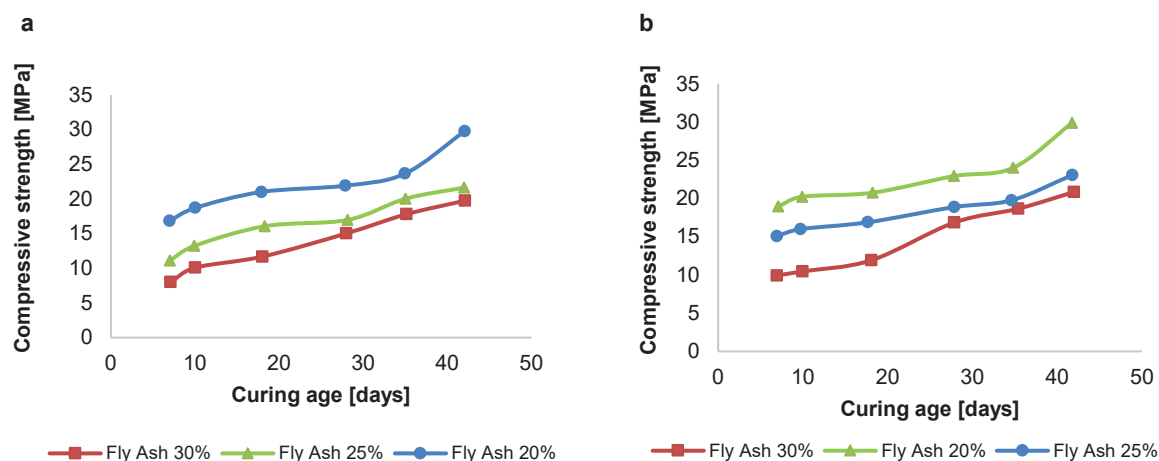 a
Compressive strength [MPa]
35
30
25
20
15
10
5
0
0 10 20 30 40 50
Curing age [days]
Fly Ash 30% Fly Ash 25% Fly Ash 20%
b
Compressive strength [MPa]
35
30
25
20
15
10
5
0
0 10 20 30 40 50
Curing age [days]
Fly Ash 30% Fly Ash 20% Fly Ash 25%